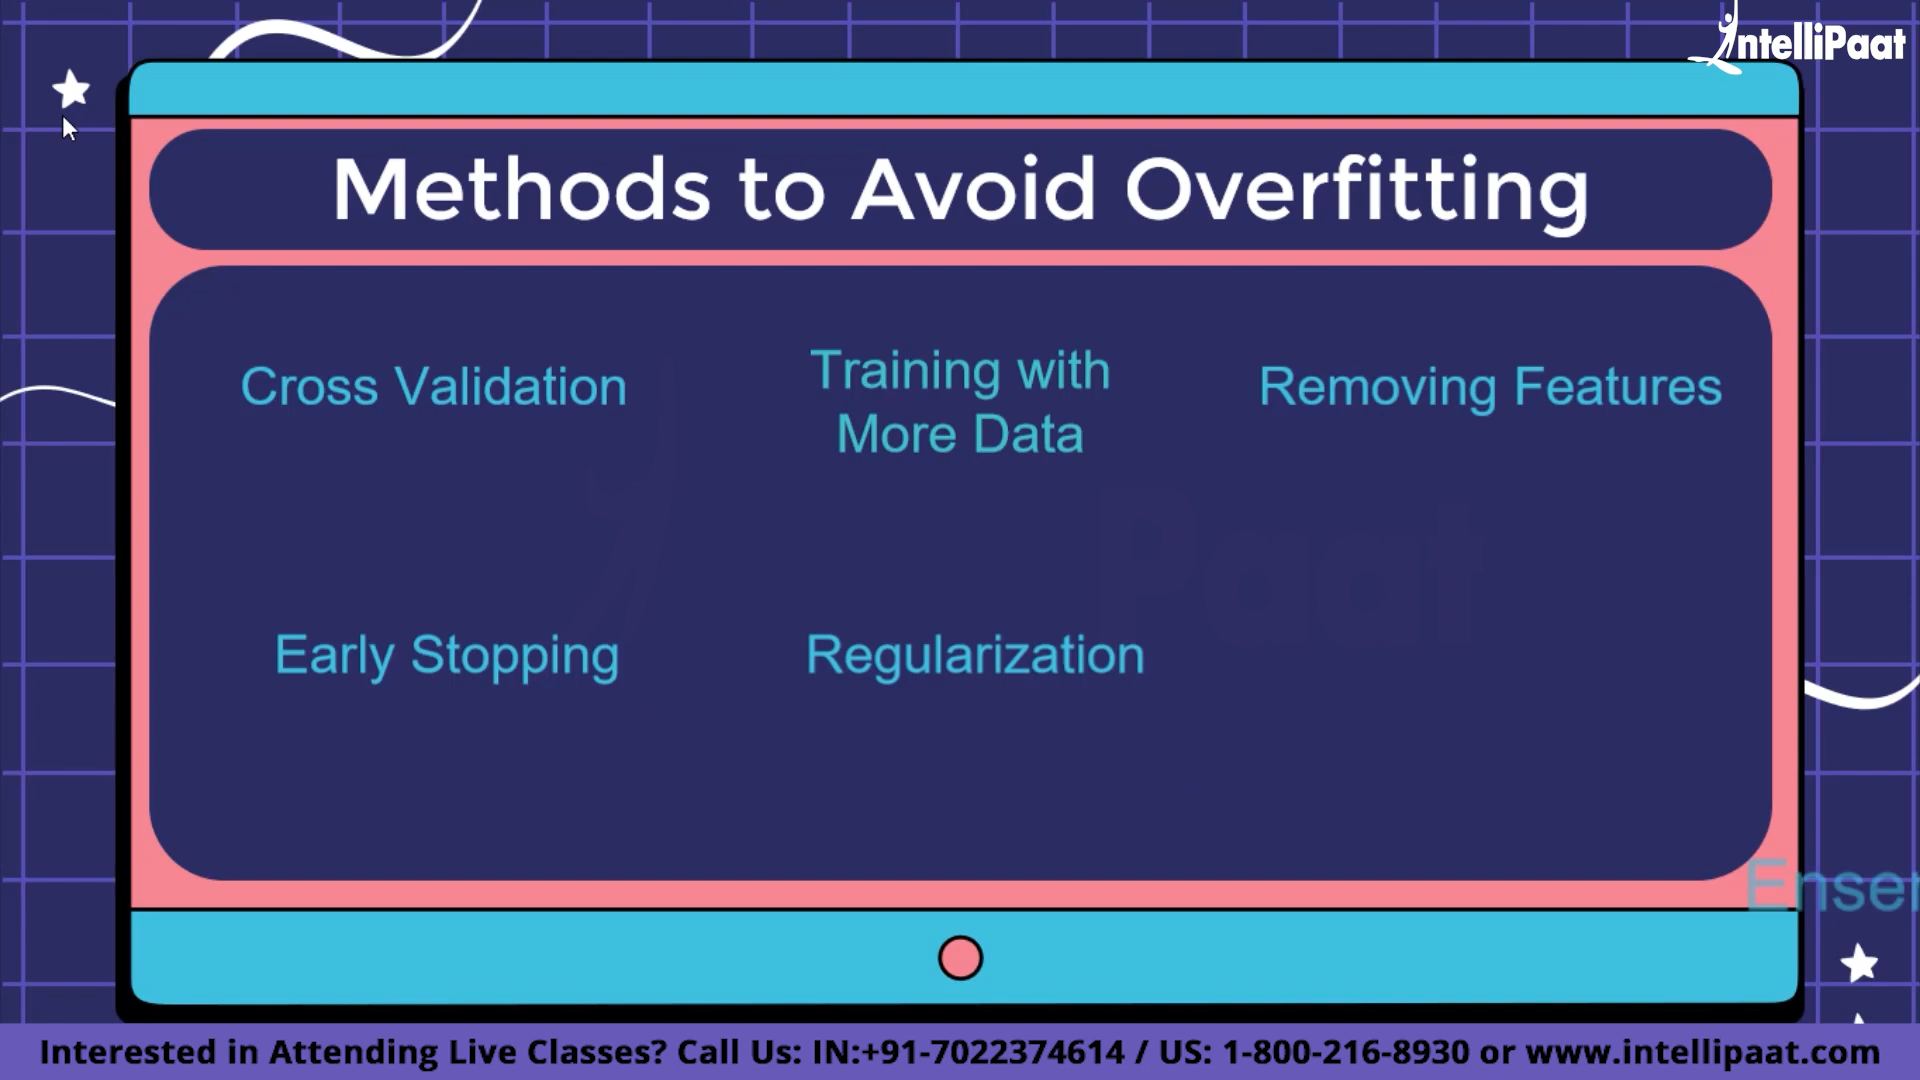 IntelliPaat
Methods to Avoid Overfitting
Cross Validation
Training with
More Data
Removing Features
Early Stopping
Regularization
Interested in Attending Live Classes? Call Us: IN:+91-7022374614 / US: 1-800-216-8930 or www.intellipaat.com